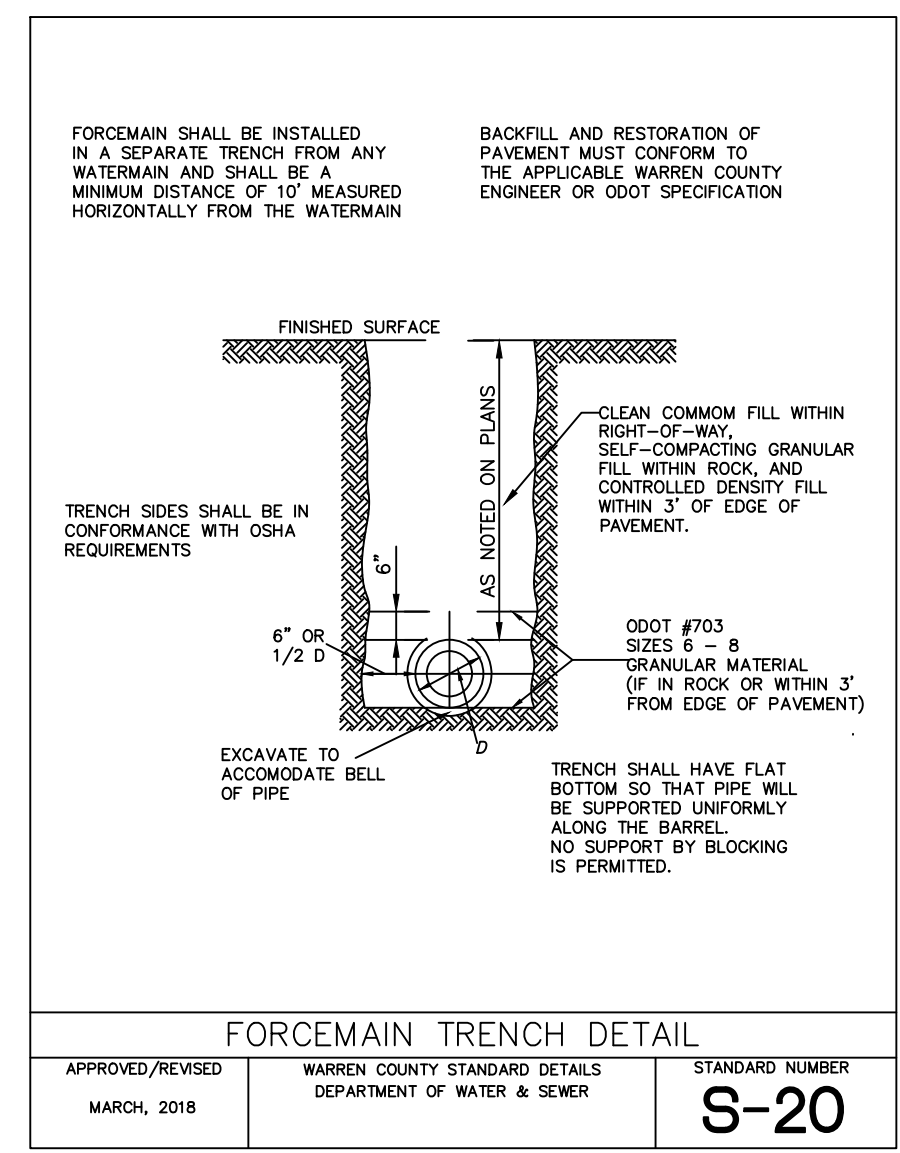 FORCEMAIN SHALL BE INSTALLED
IN A SEPARATE TRENCH FROM ANY
WATERMAIN AND SHALL BE A
MINIMUM DISTANCE OF 10' MEASURED
HORIZONTALLY FROM THE WATERMAIN
BACKFILL AND RESTORATION OF
PAVEMENT MUST CONFORM TO
THE APPLICABLE WARREN COUNTY
ENGINEER OR ODOT SPECIFICATION
FINISHED SURFACE
AS NOTED ON PLANS
CLEAN COMMOM FILL WITHIN
RIGHT-OF-WAY,
SELF-COMPACTING GRANULAR
FILL WITHIN ROCK, AND
CONTROLLED DENSITY FILL
WITHIN 3' OF EDGE OF
PAVEMENT.
TRENCH SIDES SHALL BE IN
CONFORMANCE WITH OSHA
REQUIREMENTS
6"
6" OR
1/2 D
ODOT #703
SIZES 6 - 8
GRANULAR MATERIAL
(IF IN ROCK OR WITHIN 3'
FROM EDGE OF PAVEMENT)
D
EXCAVATE TO
ACCOMODATE BELL
OF PIPE
TRENCH SHALL HAVE FLAT
BOTTOM SO THAT PIPE WILL
BE SUPPORTED UNIFORMLY
ALONG THE BARREL.
NO SUPPORT BY BLOCKING
IS PERMITTED.
FORCEMAIN TRENCH DETAIL
APPROVED/REVISED
MARCH, 2018
WARREN COUNTY STANDARD DETAILS
DEPARTMENT OF WATER & SEWER
STANDARD NUMBER
S-20